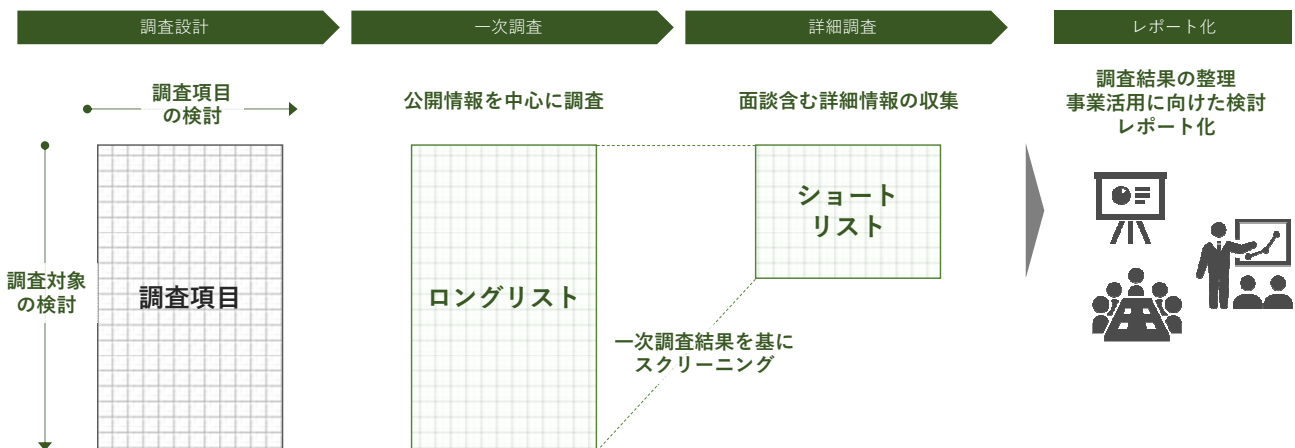 調査設計
一次調査
詳細調査
レポート化
調査項目
の検討
公開情報を中心に調査
面談含む詳細情報の収集
調査結果の整理
事業活用に向けた検討
レポート化
調査対象
の検討
調査項目
ロングリスト
ショート
リスト
一次調査結果を基に
スクリーニング